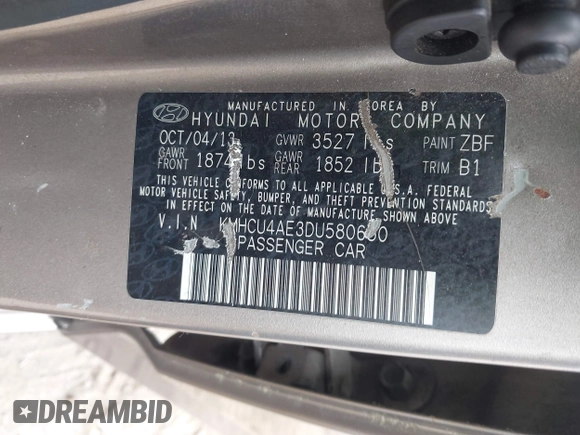 MANUFACTURED IN KOREA BY
HYUNDAI MOTOR COMPANY
OCT/04/13 GVWR 3527 lbs PAINT ZBF
GAWR FRONT 1874 lbs GAWR REAR 1852 lbs TRIM B1
THIS VEHICLE CONFORMS TO ALL APPLICABLE U.S.A. FEDERAL
MOTOR VEHICLE SAFETY, BUMPER, AND THEFT PREVENTION STANDARDS
IN EFFECT ON THE DATE OF MANUFACTURE SHOWN ABOVE
V.I.N
PASSENGER CAR
DREAMBID